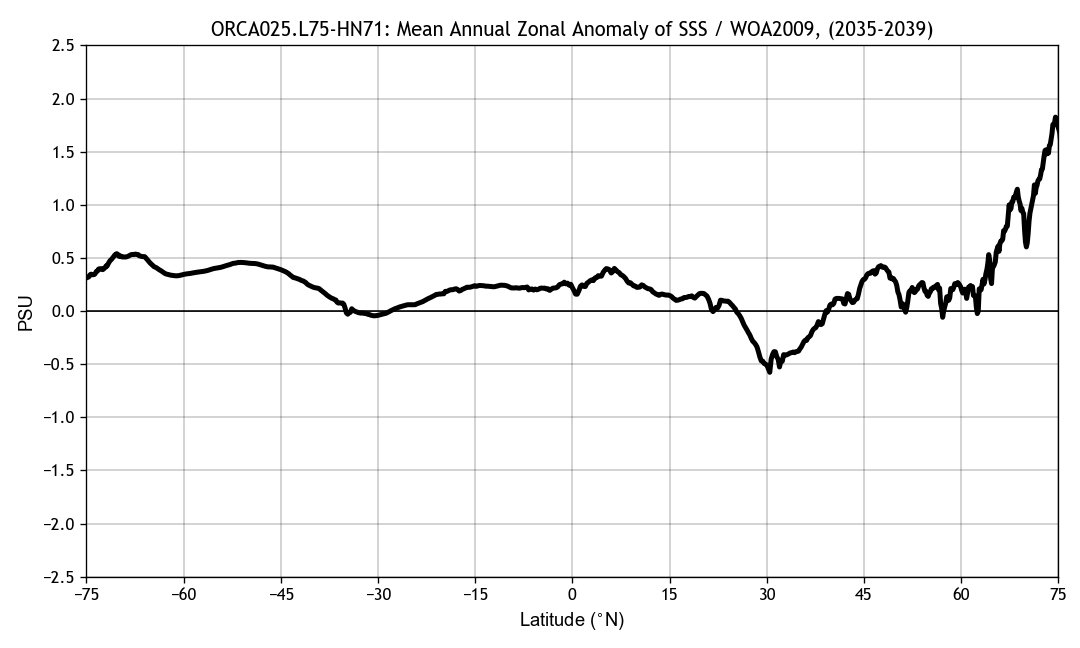 ORCA025.L75-HN71: Mean Annual Zonal Anomaly of SSS / WOA2009, (2035-2039)
2.5
2.0
1.5
1.0
0.5
0.0
−0.5
−1.0
−1.5
−2.0
−2.5
PSU
−75 −60 −45 −30 −15 0 15 30 45 60 75
Latitude (°N)